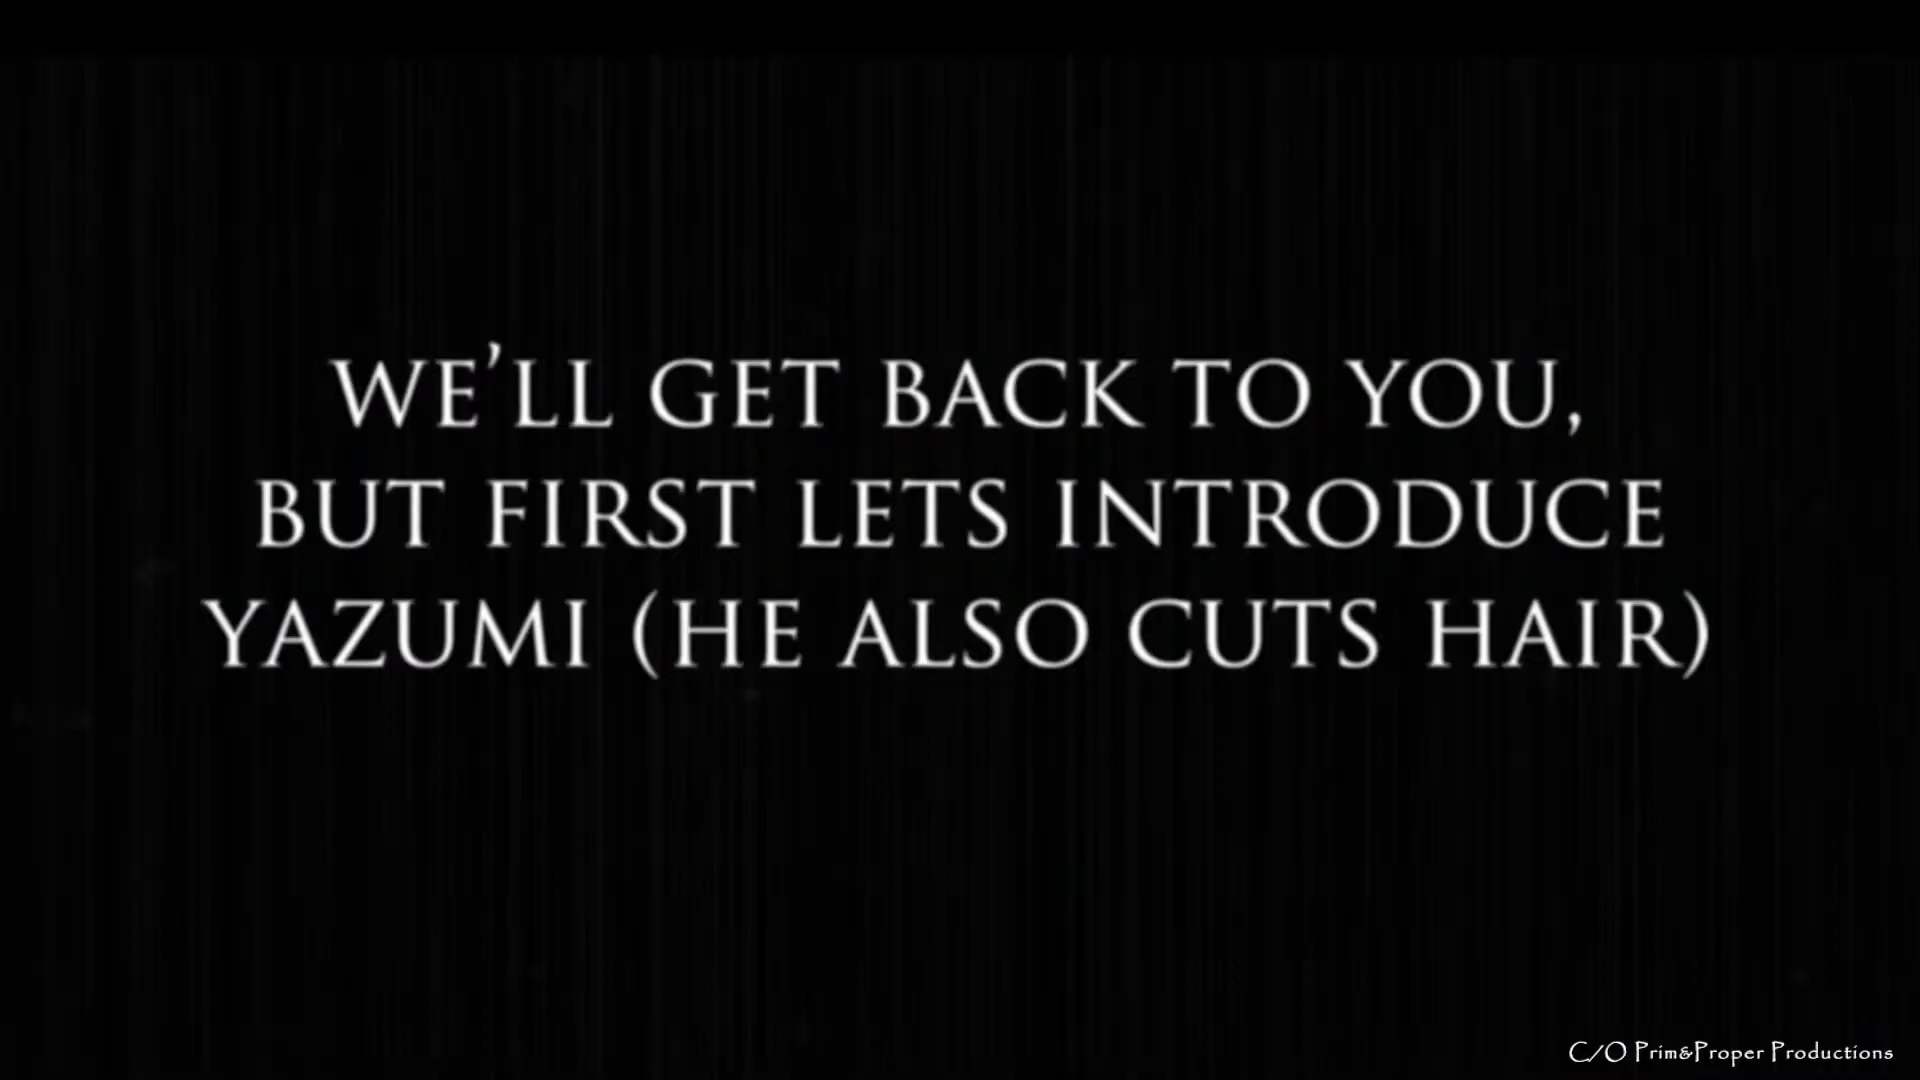 WE’LL GET BACK TO YOU,
BUT FIRST LETS INTRODUCE
YAZUMI (HE ALSO CUTS HAIR)
C/O Prim&Proper Productions